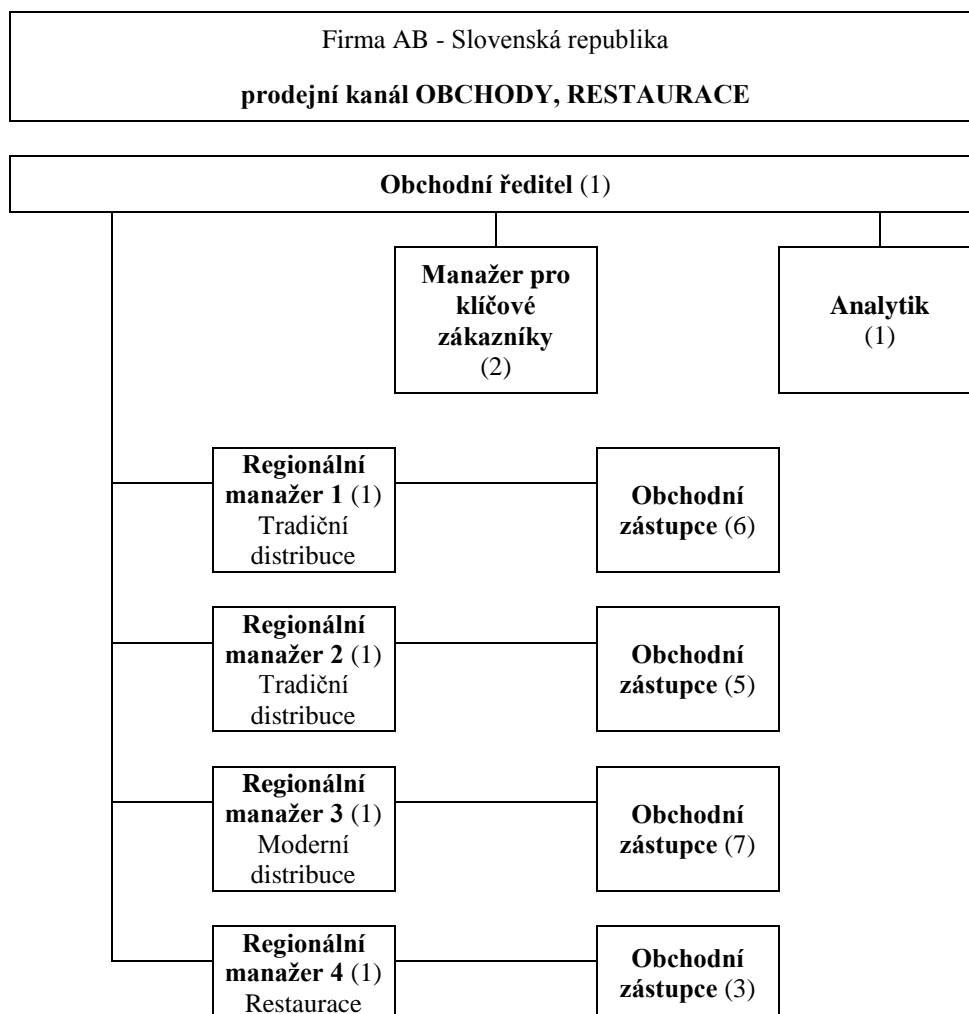 Firma AB - Slovenská republika
prodejní kanál OBCHODY, RESTAURACE
Obchodní ředitel (1)
Manažer pro
klíčové
zákazníky
(2)
Analytik
(1)
Regionální
manažer 1 (1)
Tradiční
distribuce
Obchodní
zástupce (6)
Regionální
manažer 2 (1)
Tradiční
distribuce
Obchodní
zástupce (5)
Regionální
manažer 3 (1)
Moderní
distribuce
Obchodní
zástupce (7)
Regionální
manažer 4 (1)
Restaurace
Obchodní
zástupce (3)